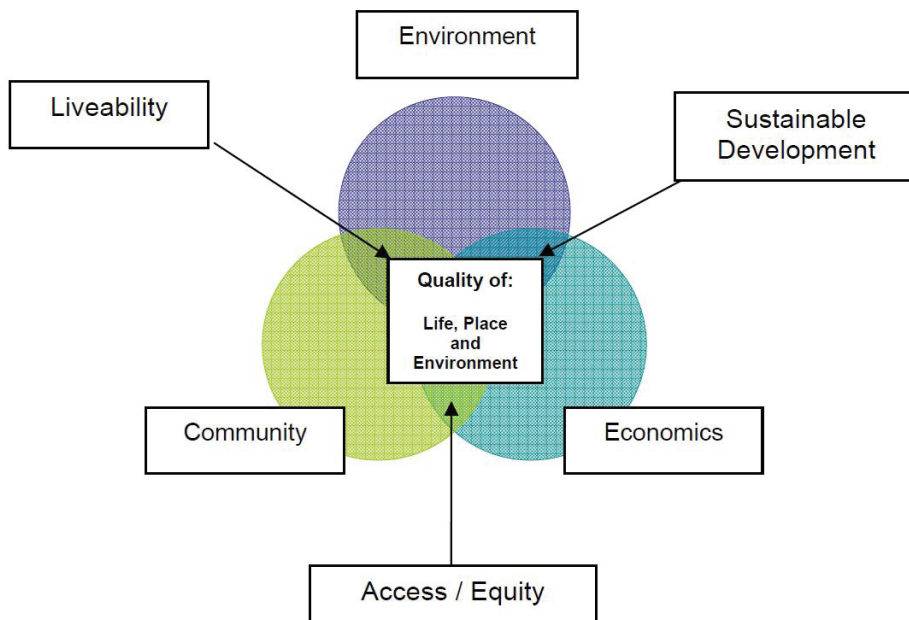 Environment
Liveability
Sustainable
Development
Quality of:
Life, Place
and
Environment
Community
Economics
Access / Equity